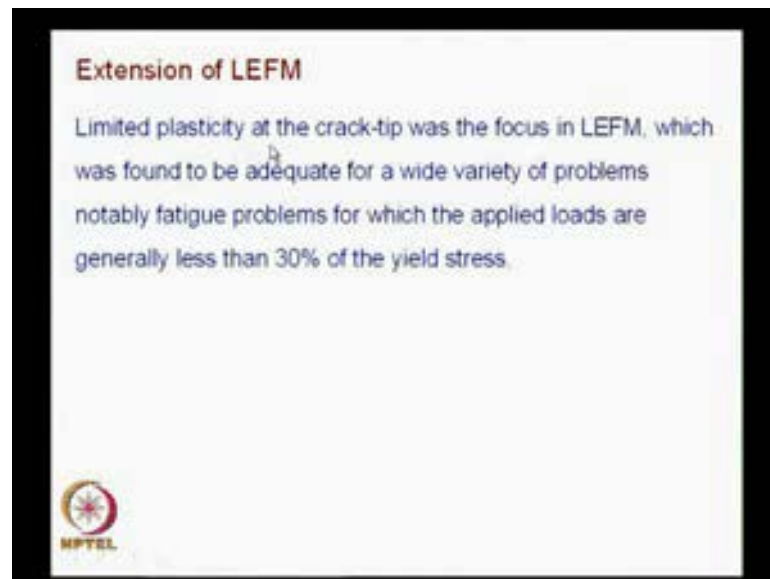 Extension of LEFM
Limited plasticity at the crack-tip was the focus in LEFM, which
was found to be adequate for a wide variety of problems
notably fatigue problems for which the applied loads are
generally less than 30% of the yield stress.
NPTEL